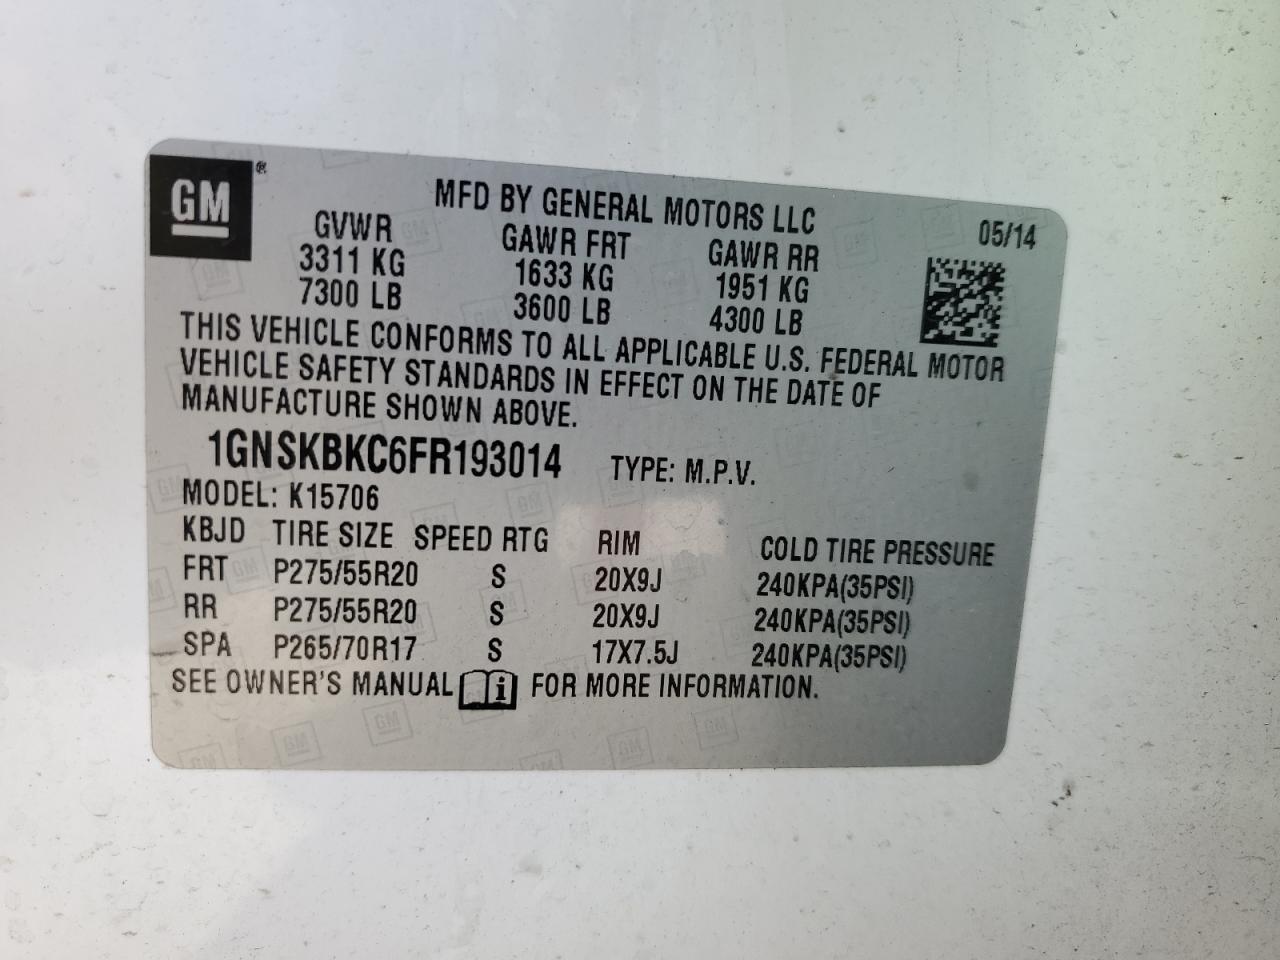 GM ®
MFD BY GENERAL MOTORS LLC
05/14
GVWR GAWR FRT GAWR RR
3311 KG 1633 KG 1951 KG
7300 LB 3600 LB 4300 LB
THIS VEHICLE CONFORMS TO ALL APPLICABLE U.S. FEDERAL MOTOR
VEHICLE SAFETY STANDARDS IN EFFECT ON THE DATE OF
MANUFACTURE SHOWN ABOVE.
1GNSKBKC6FR193014 TYPE: M.P.V.
MODEL: K15706
KBJD TIRE SIZE SPEED RTG RIM COLD TIRE PRESSURE
FRT P275/55R20 S 20X9J 240KPA(35PSI)
RR P275/55R20 S 20X9J 240KPA(35PSI)
SPA P265/70R17 S 17X7.5J 240KPA(35PSI)
SEE OWNER'S MANUAL i FOR MORE INFORMATION.